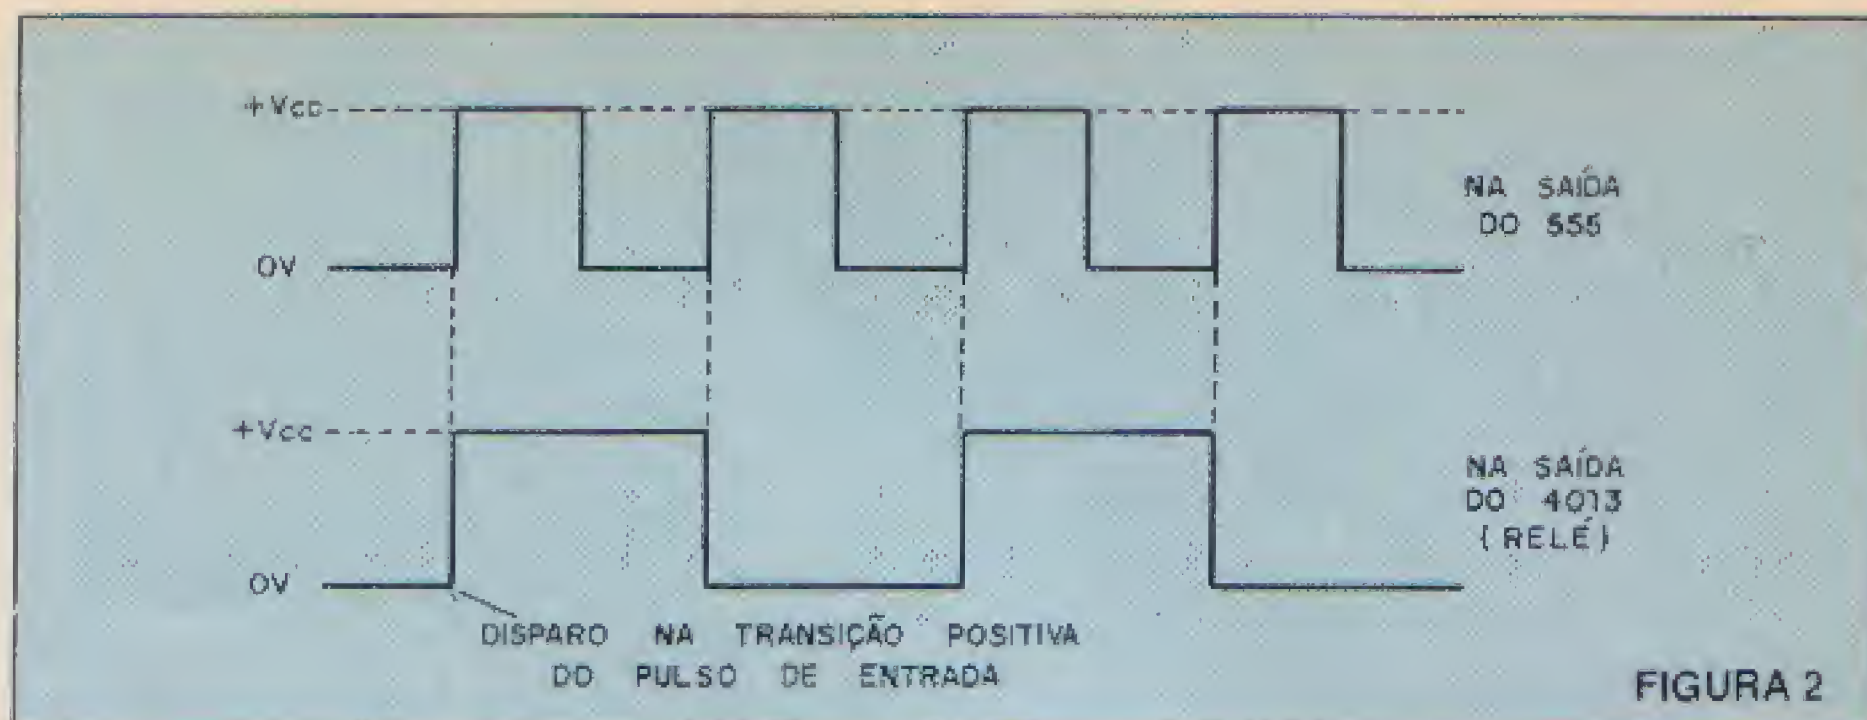 +Vcc
NA SAÍDA
DO 555
0V
+Vcc
NA SAÍDA
DO 4013
(RELÉ)
0V
DISPARO NA TRANSIÇÃO POSITIVA
DO PULSO DE ENTRADA
FIGURA 2